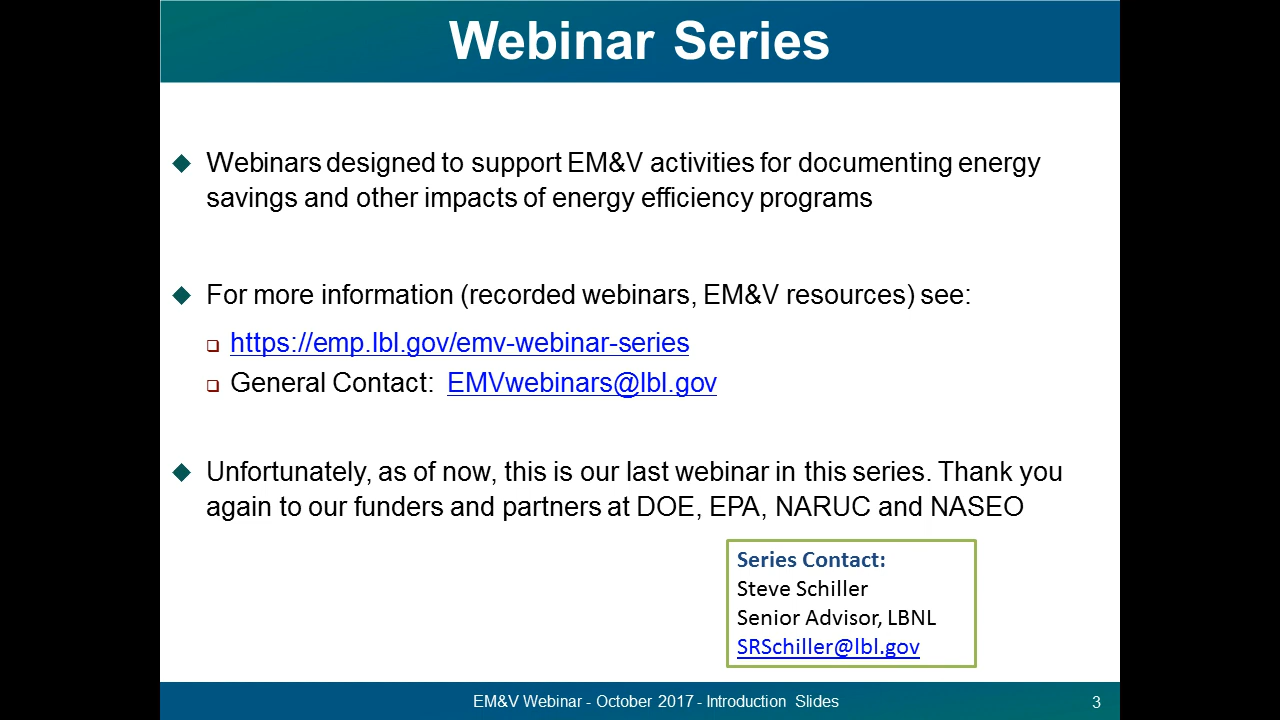 Webinar Series
Webinars designed to support EM&V activities for documenting energy
savings and other impacts of energy efficiency programs
For more information (recorded webinars, EM&V resources) see:
https://emp.lbl.gov/emv-webinar-series
General Contact: EMVwebinars@lbl.gov
Unfortunately, as of now, this is our last webinar in this series. Thank you
again to our funders and partners at DOE, EPA, NARUC and NASEO
Series Contact:
Steve Schiller
Senior Advisor, LBNL
SRSchiller@lbl.gov
EM&V Webinar - October 2017 - Introduction Slides
3